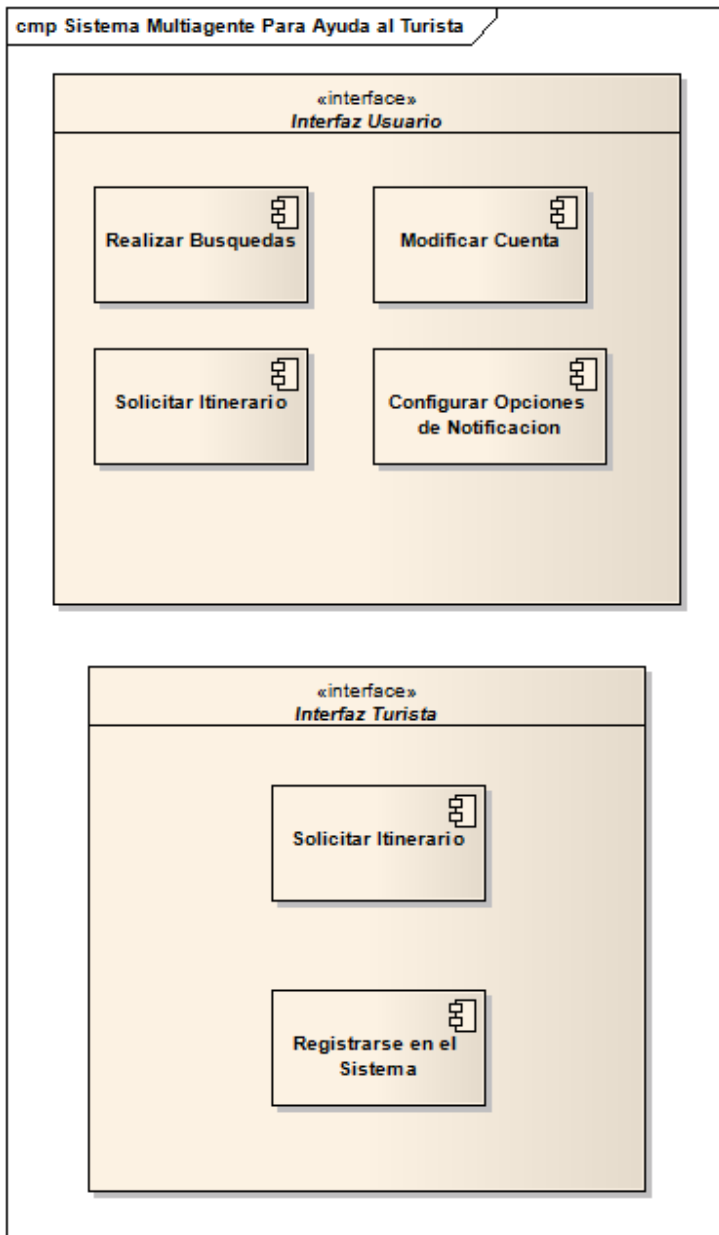 cmp Sistema Multiagente Para Ayuda al Turista
«interface»
Interfaz Usuario
Realizar Busquedas
Modificar Cuenta
Solicitar Itinerario
Configurar Opciones
de Notificacion
«interface»
Interfaz Turista
Solicitar Itinerario
Registrarse en el
Sistema